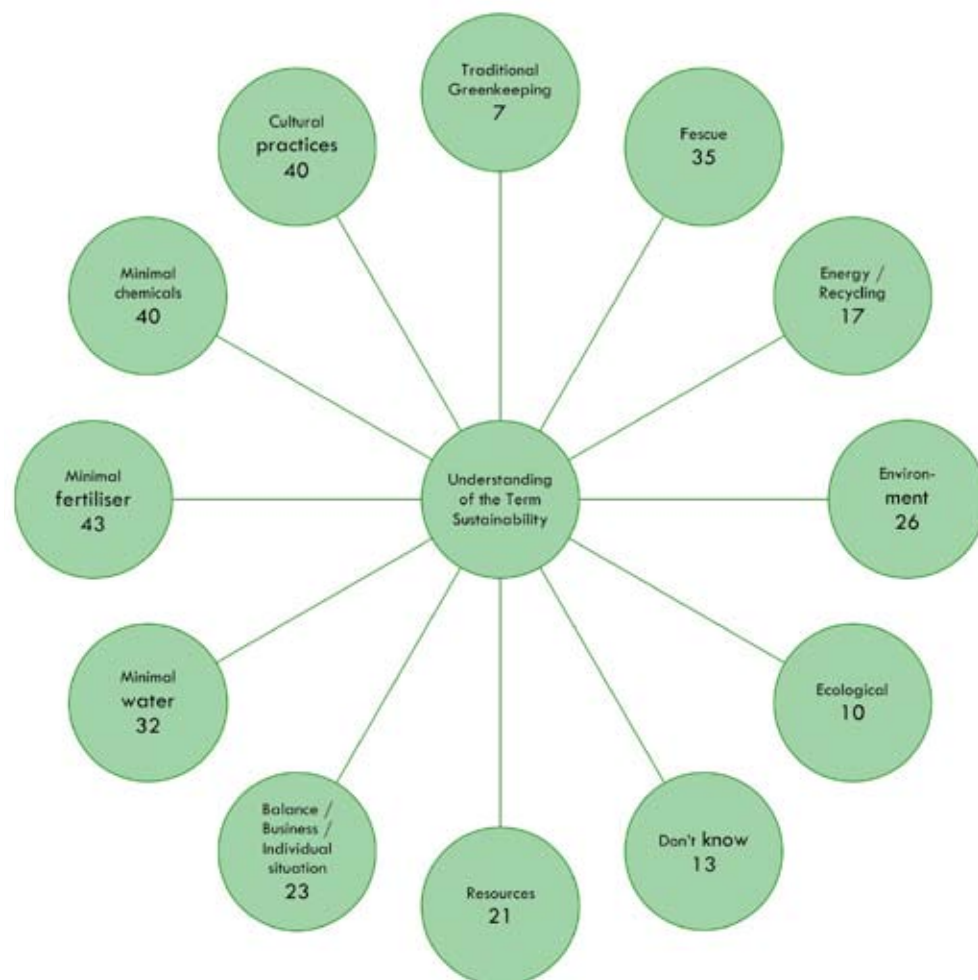 Traditional
Greenkeeping
7
Fescue
35
Energy /
Recycling
17
Environ-
ment
26
Ecological
10
Don't know
13
Resources
21
Balance /
Business /
Individual
situation
23
Minimal
water
32
Minimal
fertiliser
43
Minimal
chemicals
40
Cultural
practices
40
Understanding
of the Term
Sustainability